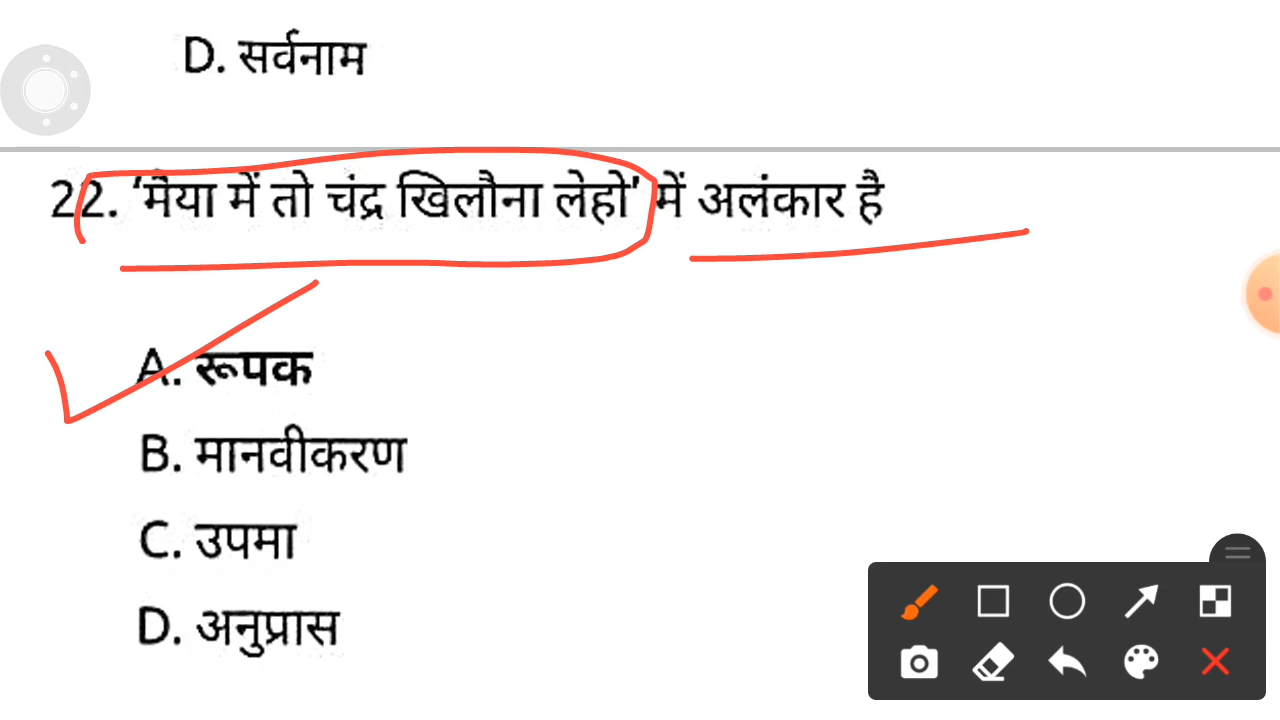 D. सर्वनाम
22. 'मैया में तो चंद्र खिलौना लेहो' में अलंकार है
A. रूपक
B. मानवीकरण
C. उपमा
D. अनुप्रास